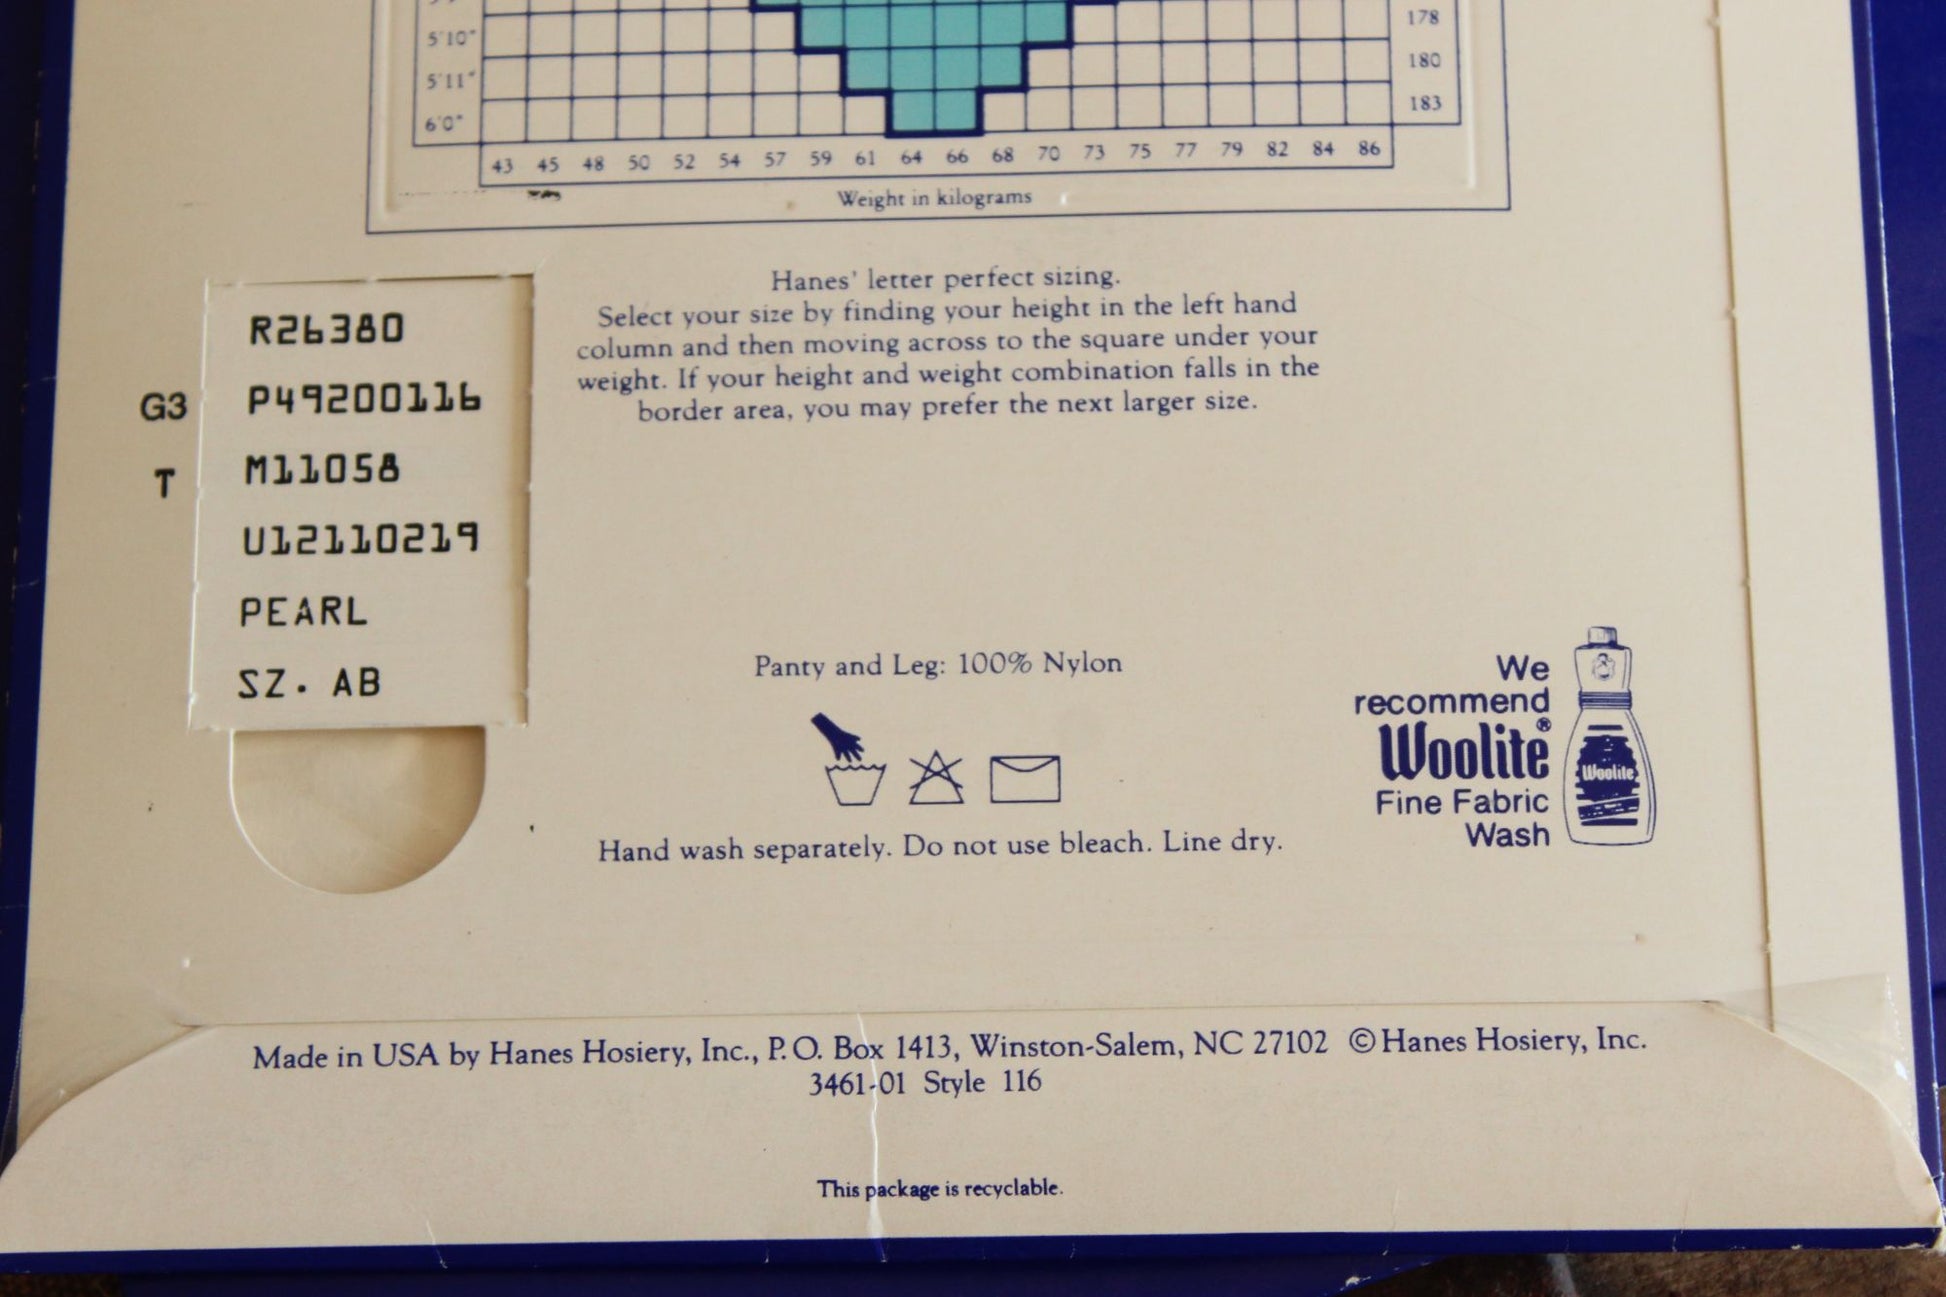 5'10" 178
5'11" 180
6'0" 183
43 45 48 50 52 54 57 59 61 64 66 68 70 73 75 77 79 82 84 86
Weight in kilograms
Hanes' letter perfect sizing.
Select your size by finding your height in the left hand
column and then moving across to the square under your
weight. If your height and weight combination falls in the
border area, you may prefer the next larger size.
R26380
G3 P49200116
T M11058
U12110219
PEARL
SZ. AB
Panty and Leg: 100% Nylon
Hand wash separately. Do not use bleach. Line dry.
We
recommend
Woolite®
Fine Fabric
Wash
Woolite
Made in USA by Hanes Hosiery, Inc., P.O. Box 1413, Winston-Salem, NC 27102 ©Hanes Hosiery, Inc.
3461-01 Style 116
This package is recyclable.